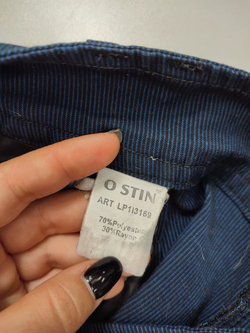 O STIN
ART LP1I3169
70%Polyester
30%Rayon